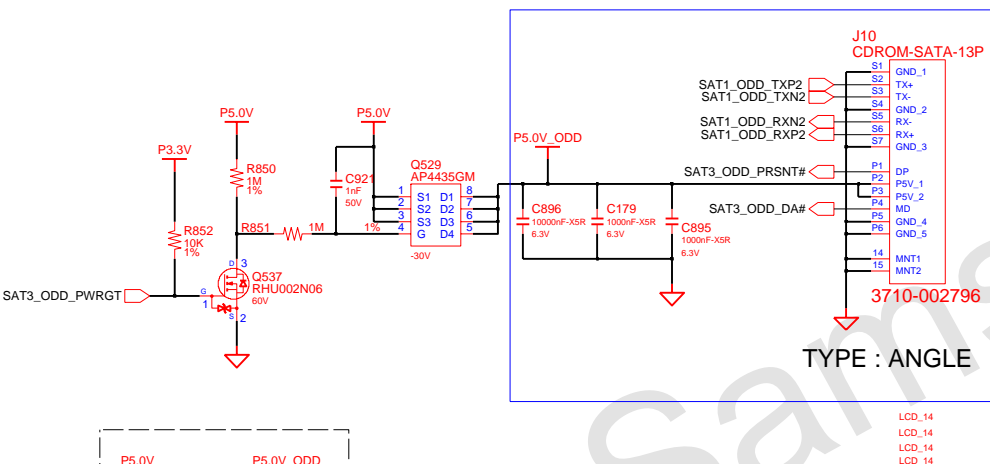 J10
CDROM-SATA-13P
S1 GND_1
SAT1_ODD_TXP2 S2 TX+
SAT1_ODD_TXN2 S3 TX-
S4 GND_2
SAT1_ODD_RXN2 S5 RX-
SAT1_ODD_RXP2 S6 RX+
S7 GND_3
SAT3_ODD_PRSNT# P1 DP
P2 P5V_1
P3 P5V_2
SAT3_ODD_DA# P4 MD
P5 GND_4
P6 GND_5
14 MNT1
15 MNT2
3710-002796
TYPE : ANGLE
P5.0V
P5.0V
P5.0V_ODD
P3.3V
R850
1M
1%
C921
1nF
50V
Q529
AP4435GM
1 S1 D1 8
2 S2 D2 7
3 S3 D3 6
4 G D4 5
-30V
R851 1M 1%
R852
10K
1%
C896
10000nF-X5R
6.3V
C179
1000nF-X5R
6.3V
C895
1000nF-X5R
6.3V
D 3
Q537
RHU002N06
60V
SAT3_ODD_PWRGT
G
1
S 2
Sams
LCD_14
LCD_14
LCD_14
LCD_14
P5.0V P5.0V_ODD